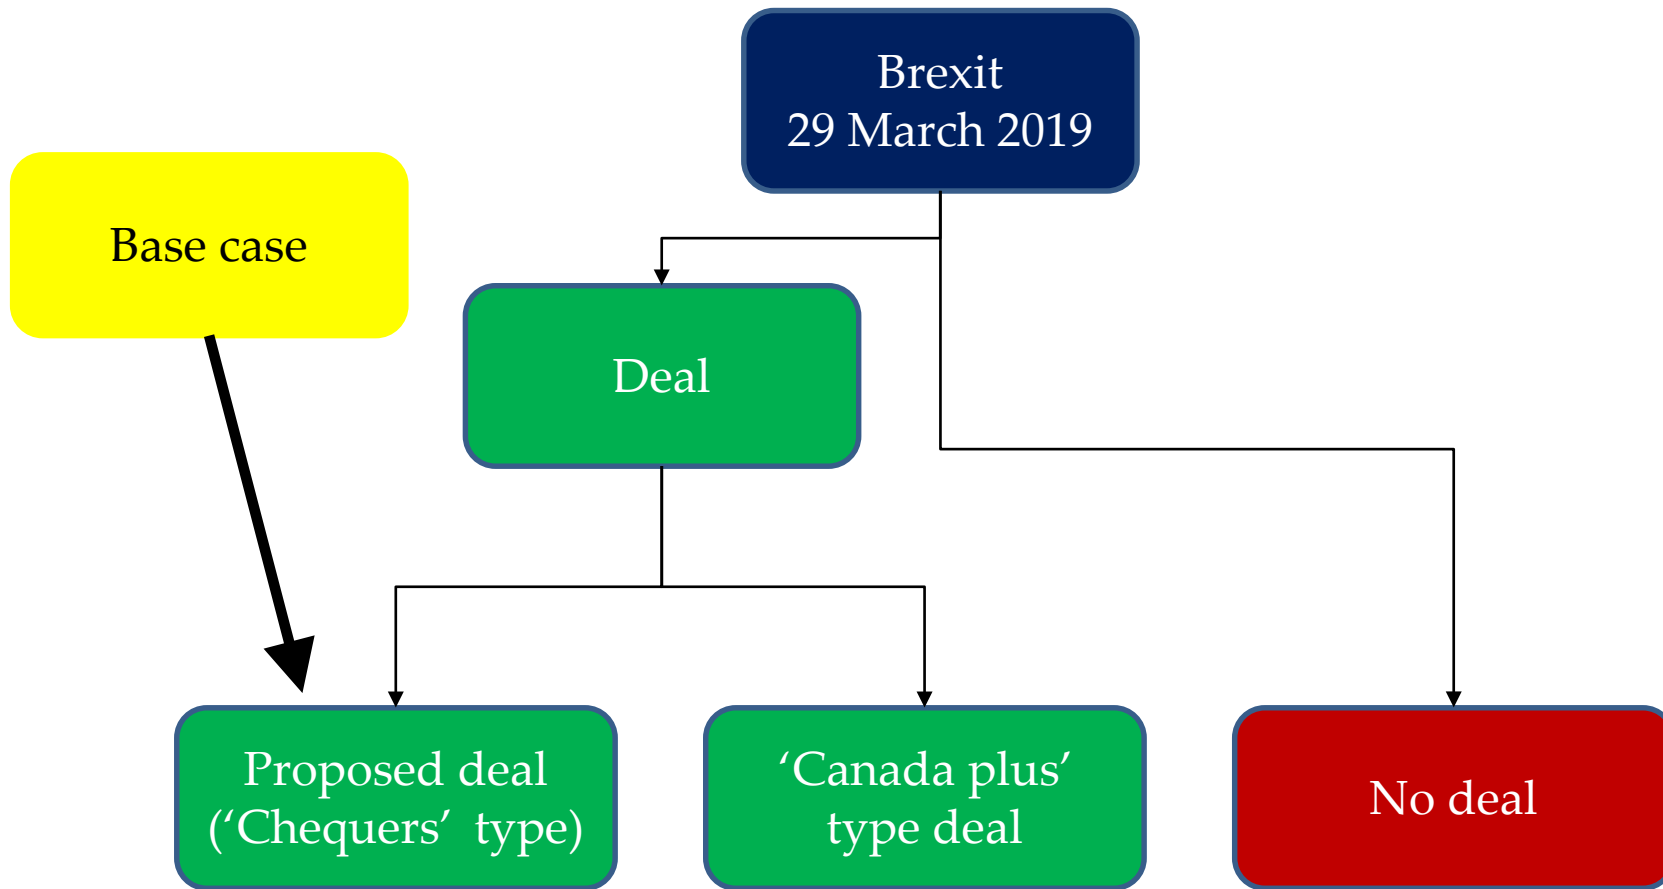 Brexit
29 March 2019
Base case
Deal
Proposed deal
(‘Chequers’ type)
‘Canada plus’
type deal
No deal